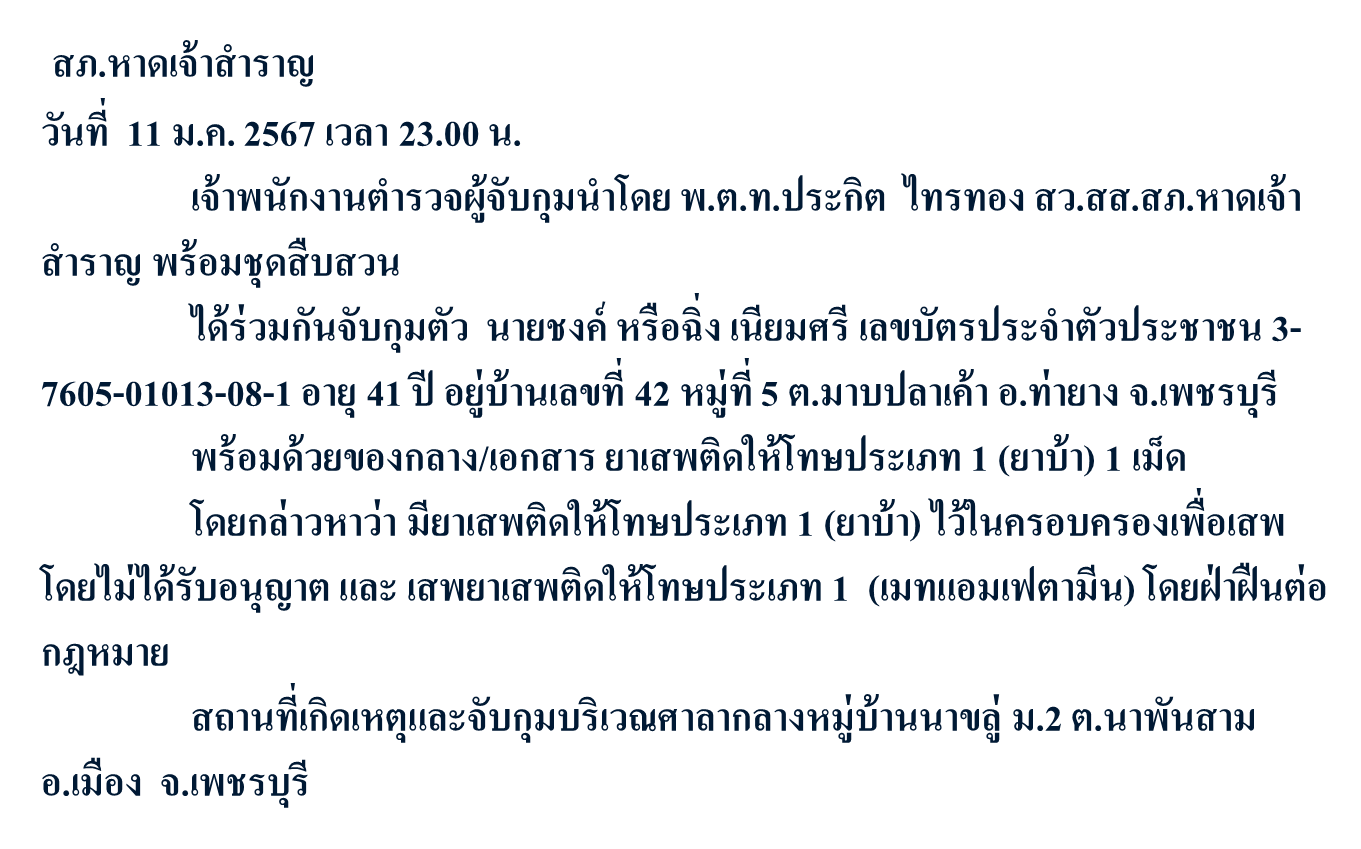 สภ.หาดเจ้าสำราญ
วันที่ 11 ม.ค. 2567 เวลา 23.00 น.
เจ้าพนักงานตำรวจผู้จับกุมนำโดย พ.ต.ท.ประกิต ไทรทอง สว.สส.สภ.หาดเจ้า
สำราญ พร้อมชุดสืบสวน
ได้ร่วมกันจับกุมตัว นายชงค์ หรือฉิ่ง เนียมศรี เลขบัตรประจำตัวประชาชน 3-
7605-01013-08-1 อายุ 41 ปี อยู่บ้านเลขที่ 42 หมู่ที่ 5 ต.มาบปลาเค้า อ.ท่ายาง จ.เพชรบุรี
พร้อมด้วยของกลาง/เอกสาร ยาเสพติดให้โทษประเภท 1 (ยาบ้า) 1 เม็ด
โดยกล่าวหาว่า มียาเสพติดให้โทษประเภท 1 (ยาบ้า) ไว้ในครอบครองเพื่อเสพ
โดยไม่ได้รับอนุญาต และ เสพยาเสพติดให้โทษประเภท 1 (เมทแอมเฟตามีน) โดยฝ่าฝืนต่อ
กฎหมาย
สถานที่เกิดเหตุและจับกุมบริเวณศาลากลางหมู่บ้านนาขลู่ ม.2 ต.นาพันสาม
อ.เมือง จ.เพชรบุรี